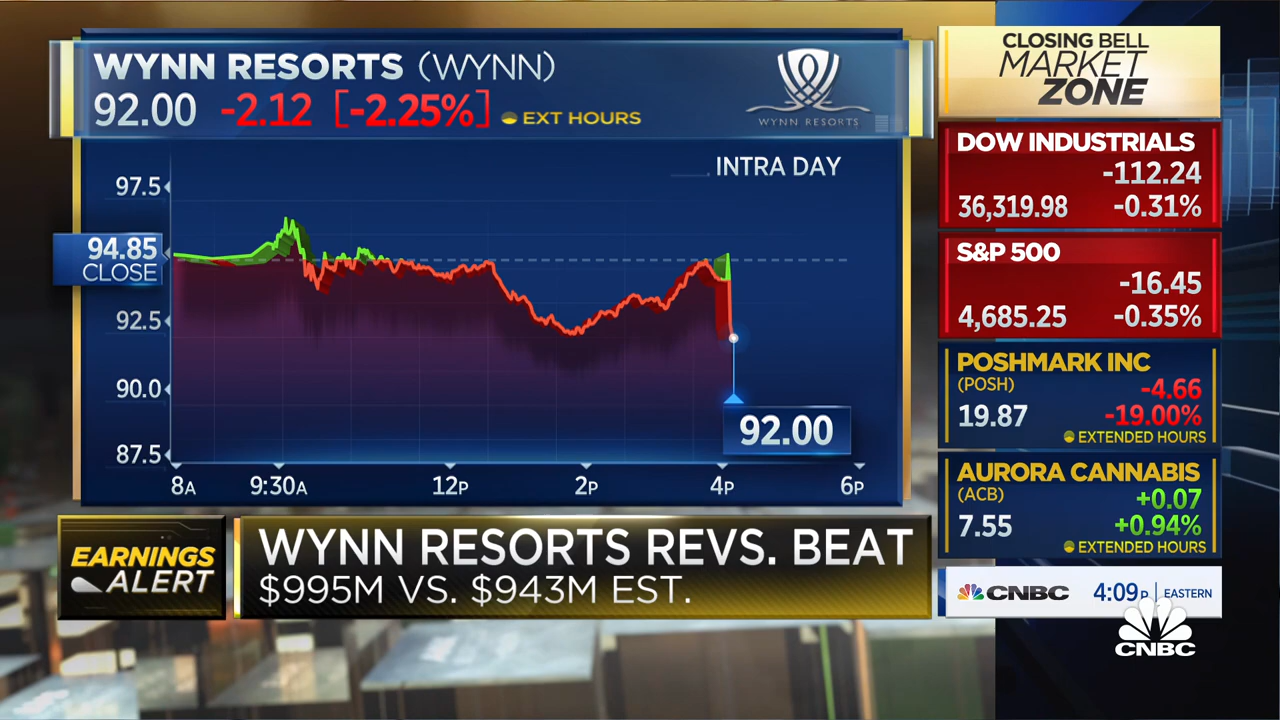 WYNN RESORTS (WYNN)
92.00 -2.12 [-2.25%] EXT HOURS
WYNN RESORTS
INTRA DAY
97.5
94.85
CLOSE
92.5
90.0
87.5
92.00
8A 9:30A 12P 2P 4P 6P
EARNINGS
ALERT
WYNN RESORTS REVS. BEAT
$995M VS. $943M EST.
CLOSING BELL
MARKET
ZONE
DOW INDUSTRIALS
-112.24
36,319.98 -0.31%
S&P 500
-16.45
4,685.25 -0.35%
POSHMARK INC
(POSH) -4.66
19.87 -19.00%
EXTENDED HOURS
AURORA CANNABIS
(ACB) +0.07
7.55 +0.94%
EXTENDED HOURS
CNBC 4:09P EASTERN
CNBC